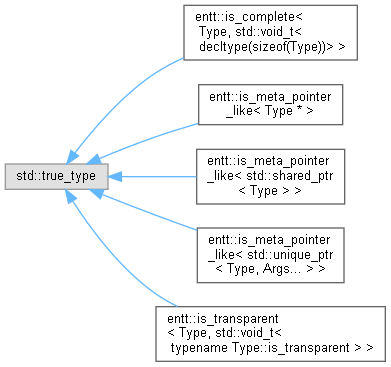 entt::is_complete<
Type, std::void_t<
decltype(sizeof(Type))> >
entt::is_meta_pointer
_like< Type * >
std::true_type
entt::is_meta_pointer
_like< std::shared_ptr
< Type > >
entt::is_meta_pointer
_like< std::unique_ptr
< Type, Args... > >
entt::is_transparent
< Type, std::void_t<
typename Type::is_transparent > >